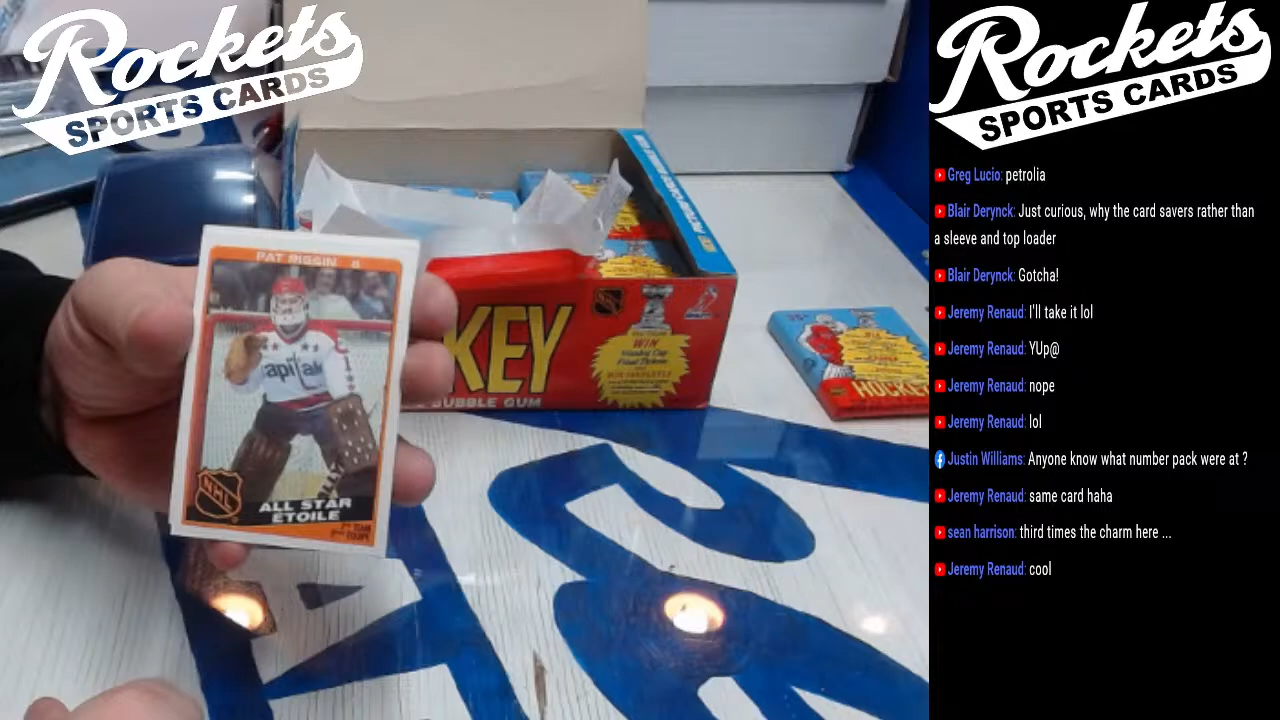 Rockets
SPORTS CARDS
Rockets
SPORTS CARDS
Greg Lucio: petrolia
Blair Derynck: Just curious, why the card savers rather than
a sleeve and top loader
Blair Derynck: Gotcha!
Jeremy Renaud: I'll take it lol
Jeremy Renaud: YUp@
Jeremy Renaud: nope
Jeremy Renaud: lol
Justin Williams: Anyone know what number pack were at ?
Jeremy Renaud: same card haha
sean harrison: third times the charm here ...
Jeremy Renaud: cool
PAT RIGGIN G
NHL
ALL STAR
ETOILE
KEY
BUBBLE GUM
WIN
HOCKEY